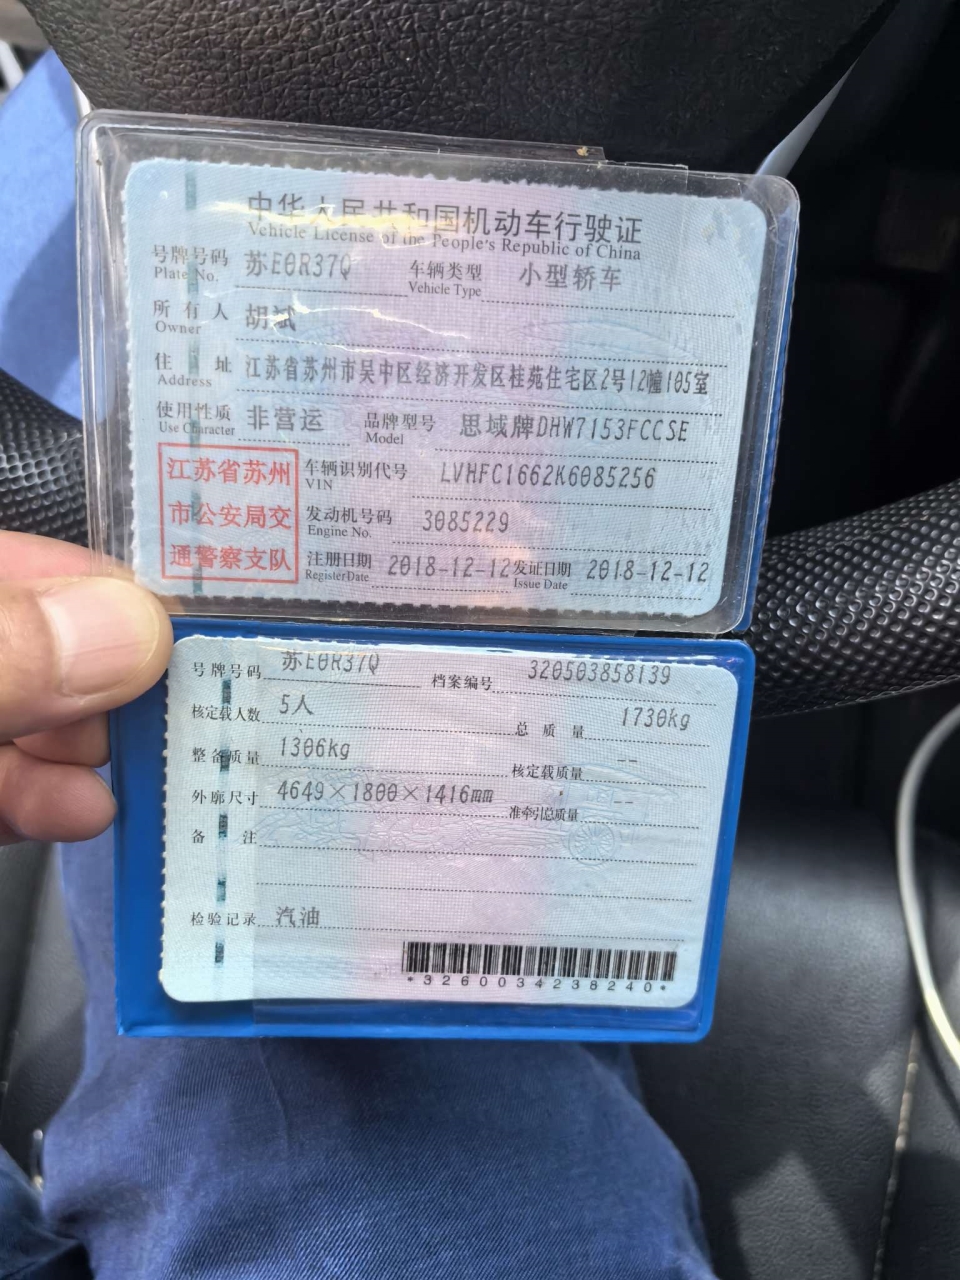 中华人民共和国机动车行驶证
Vehicle License of the People's Republic of China
号牌号码 苏E0R37Q 车辆类型 小型轿车
Plate No. Vehicle Type
所有人 胡斌
Owner
住址 江苏省苏州市吴中区经济开发区桂苑住宅区2号12幢105室
Address
使用性质 非营运 品牌型号 思域牌DHW7153FCCSE
Use Character Model
江苏省苏州
市公安局交
通警察支队
车辆识别代号 LVHFC1662K6085256
VIN
发动机号码 3085229
Engine No.
注册日期 2018-12-12 发证日期 2018-12-12
Register Date Issue Date
号牌号码 苏E0R37Q 档案编号 320503858139
核定载人数 5人 总质量 1730kg
整备质量 1306kg 核定载质量 --
外廓尺寸 4649×1800×1416mm 准牵引总质量 --
备注
检验记录 汽油
*3260034238240*